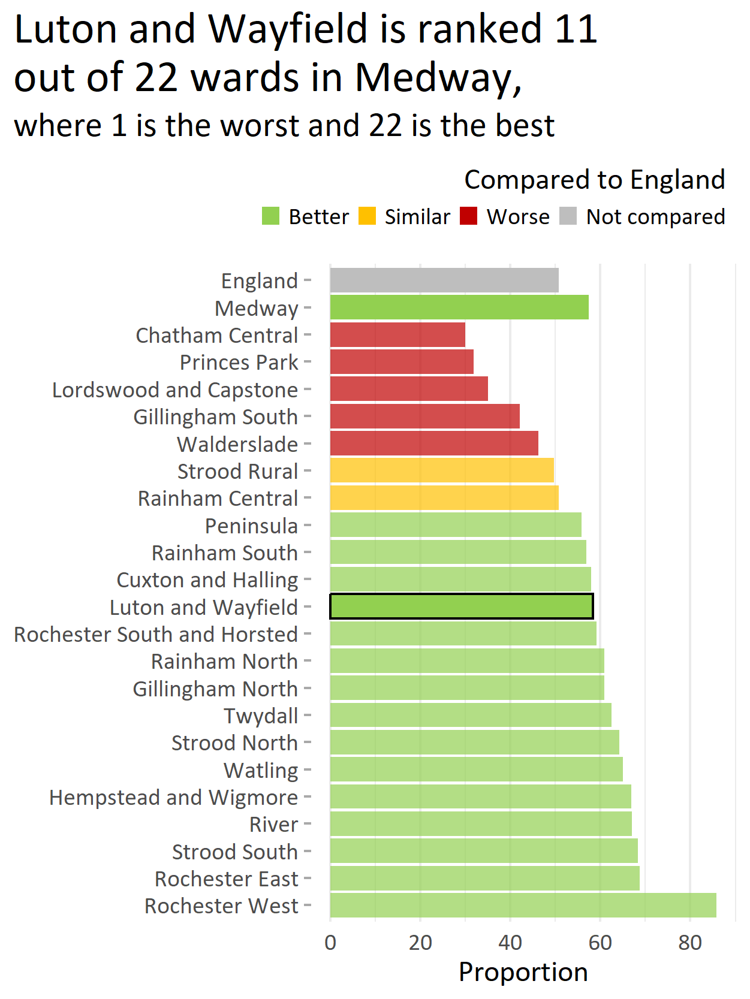 Luton and Wayfield is ranked 11
out of 22 wards in Medway,
where 1 is the worst and 22 is the best
Compared to England
Better Similar Worse Not compared
England
Medway
Chatham Central
Princes Park
Lordswood and Capstone
Gillingham South
Walderslade
Strood Rural
Rainham Central
Peninsula
Rainham South
Cuxton and Halling
Luton and Wayfield
Rochester South and Horsted
Rainham North
Gillingham North
Twydall
Strood North
Watling
Hempstead and Wigmore
River
Strood South
Rochester East
Rochester West
0 20 40 60 80
Proportion